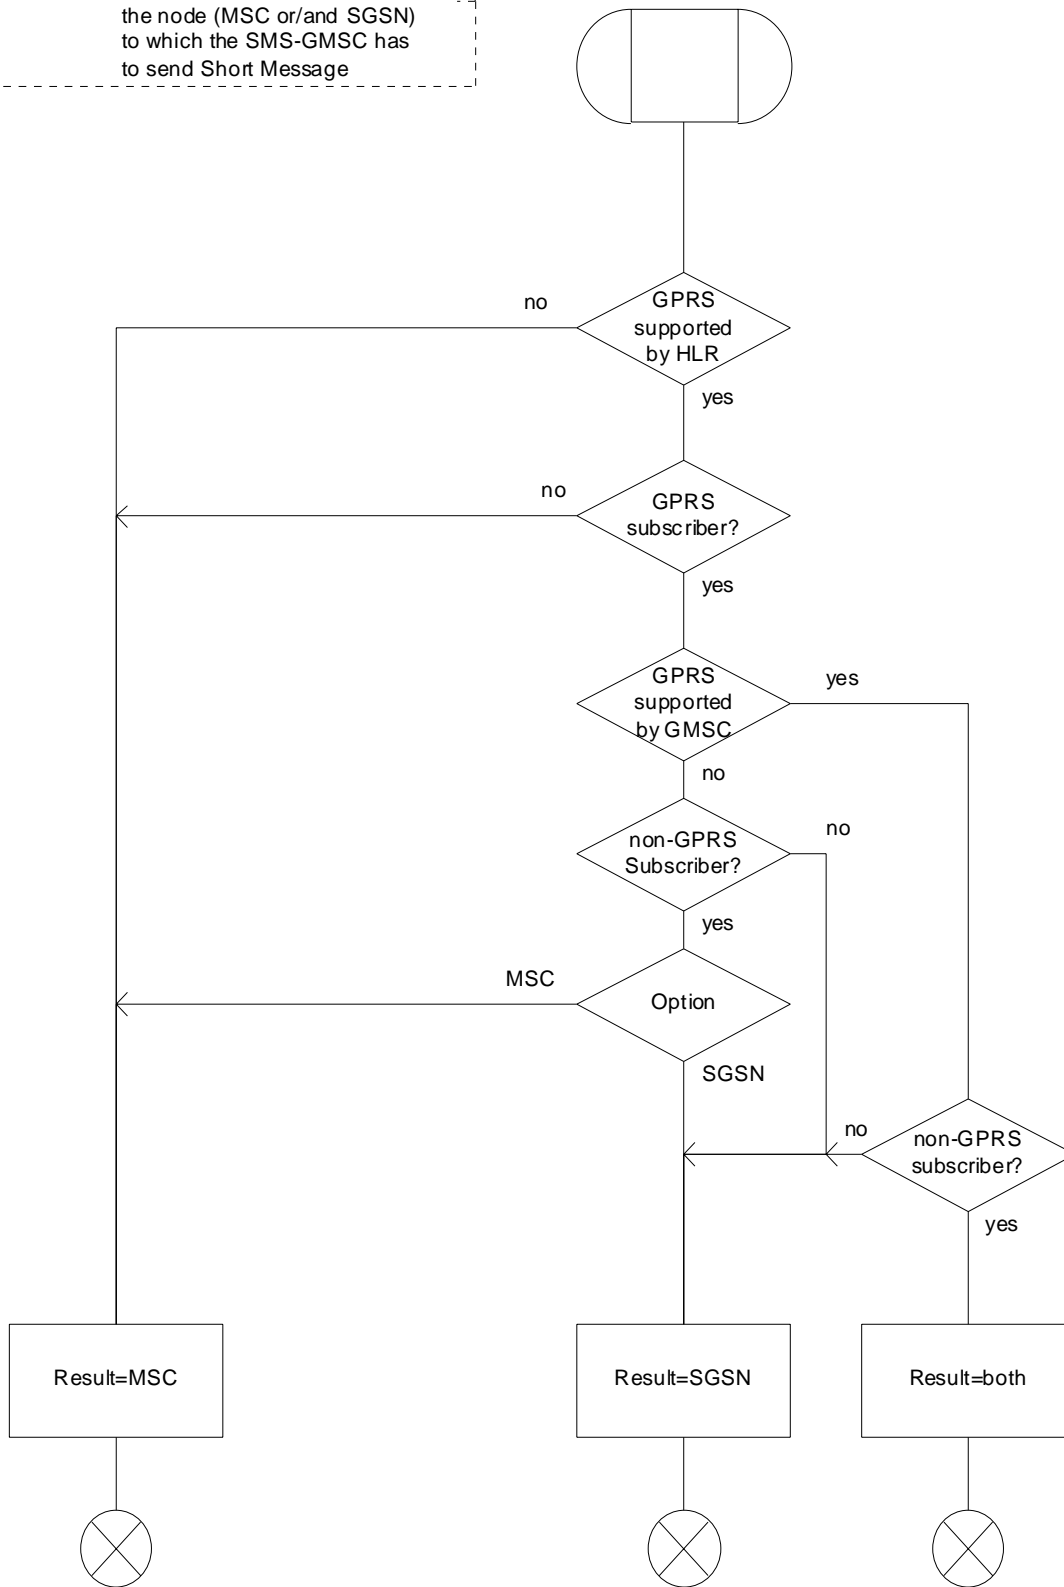 the node (MSC or/and SGSN)
to which the SMS-GMSC has
to send Short Message
no
GPRS
supported
by HLR
yes
no
GPRS
subscriber?
yes
GPRS
supported
by GMSC
yes
no
non-GPRS
Subscriber?
no
yes
MSC
Option
SGSN
no
non-GPRS
subscriber?
yes
Result=MSC
Result=SGSN
Result=both